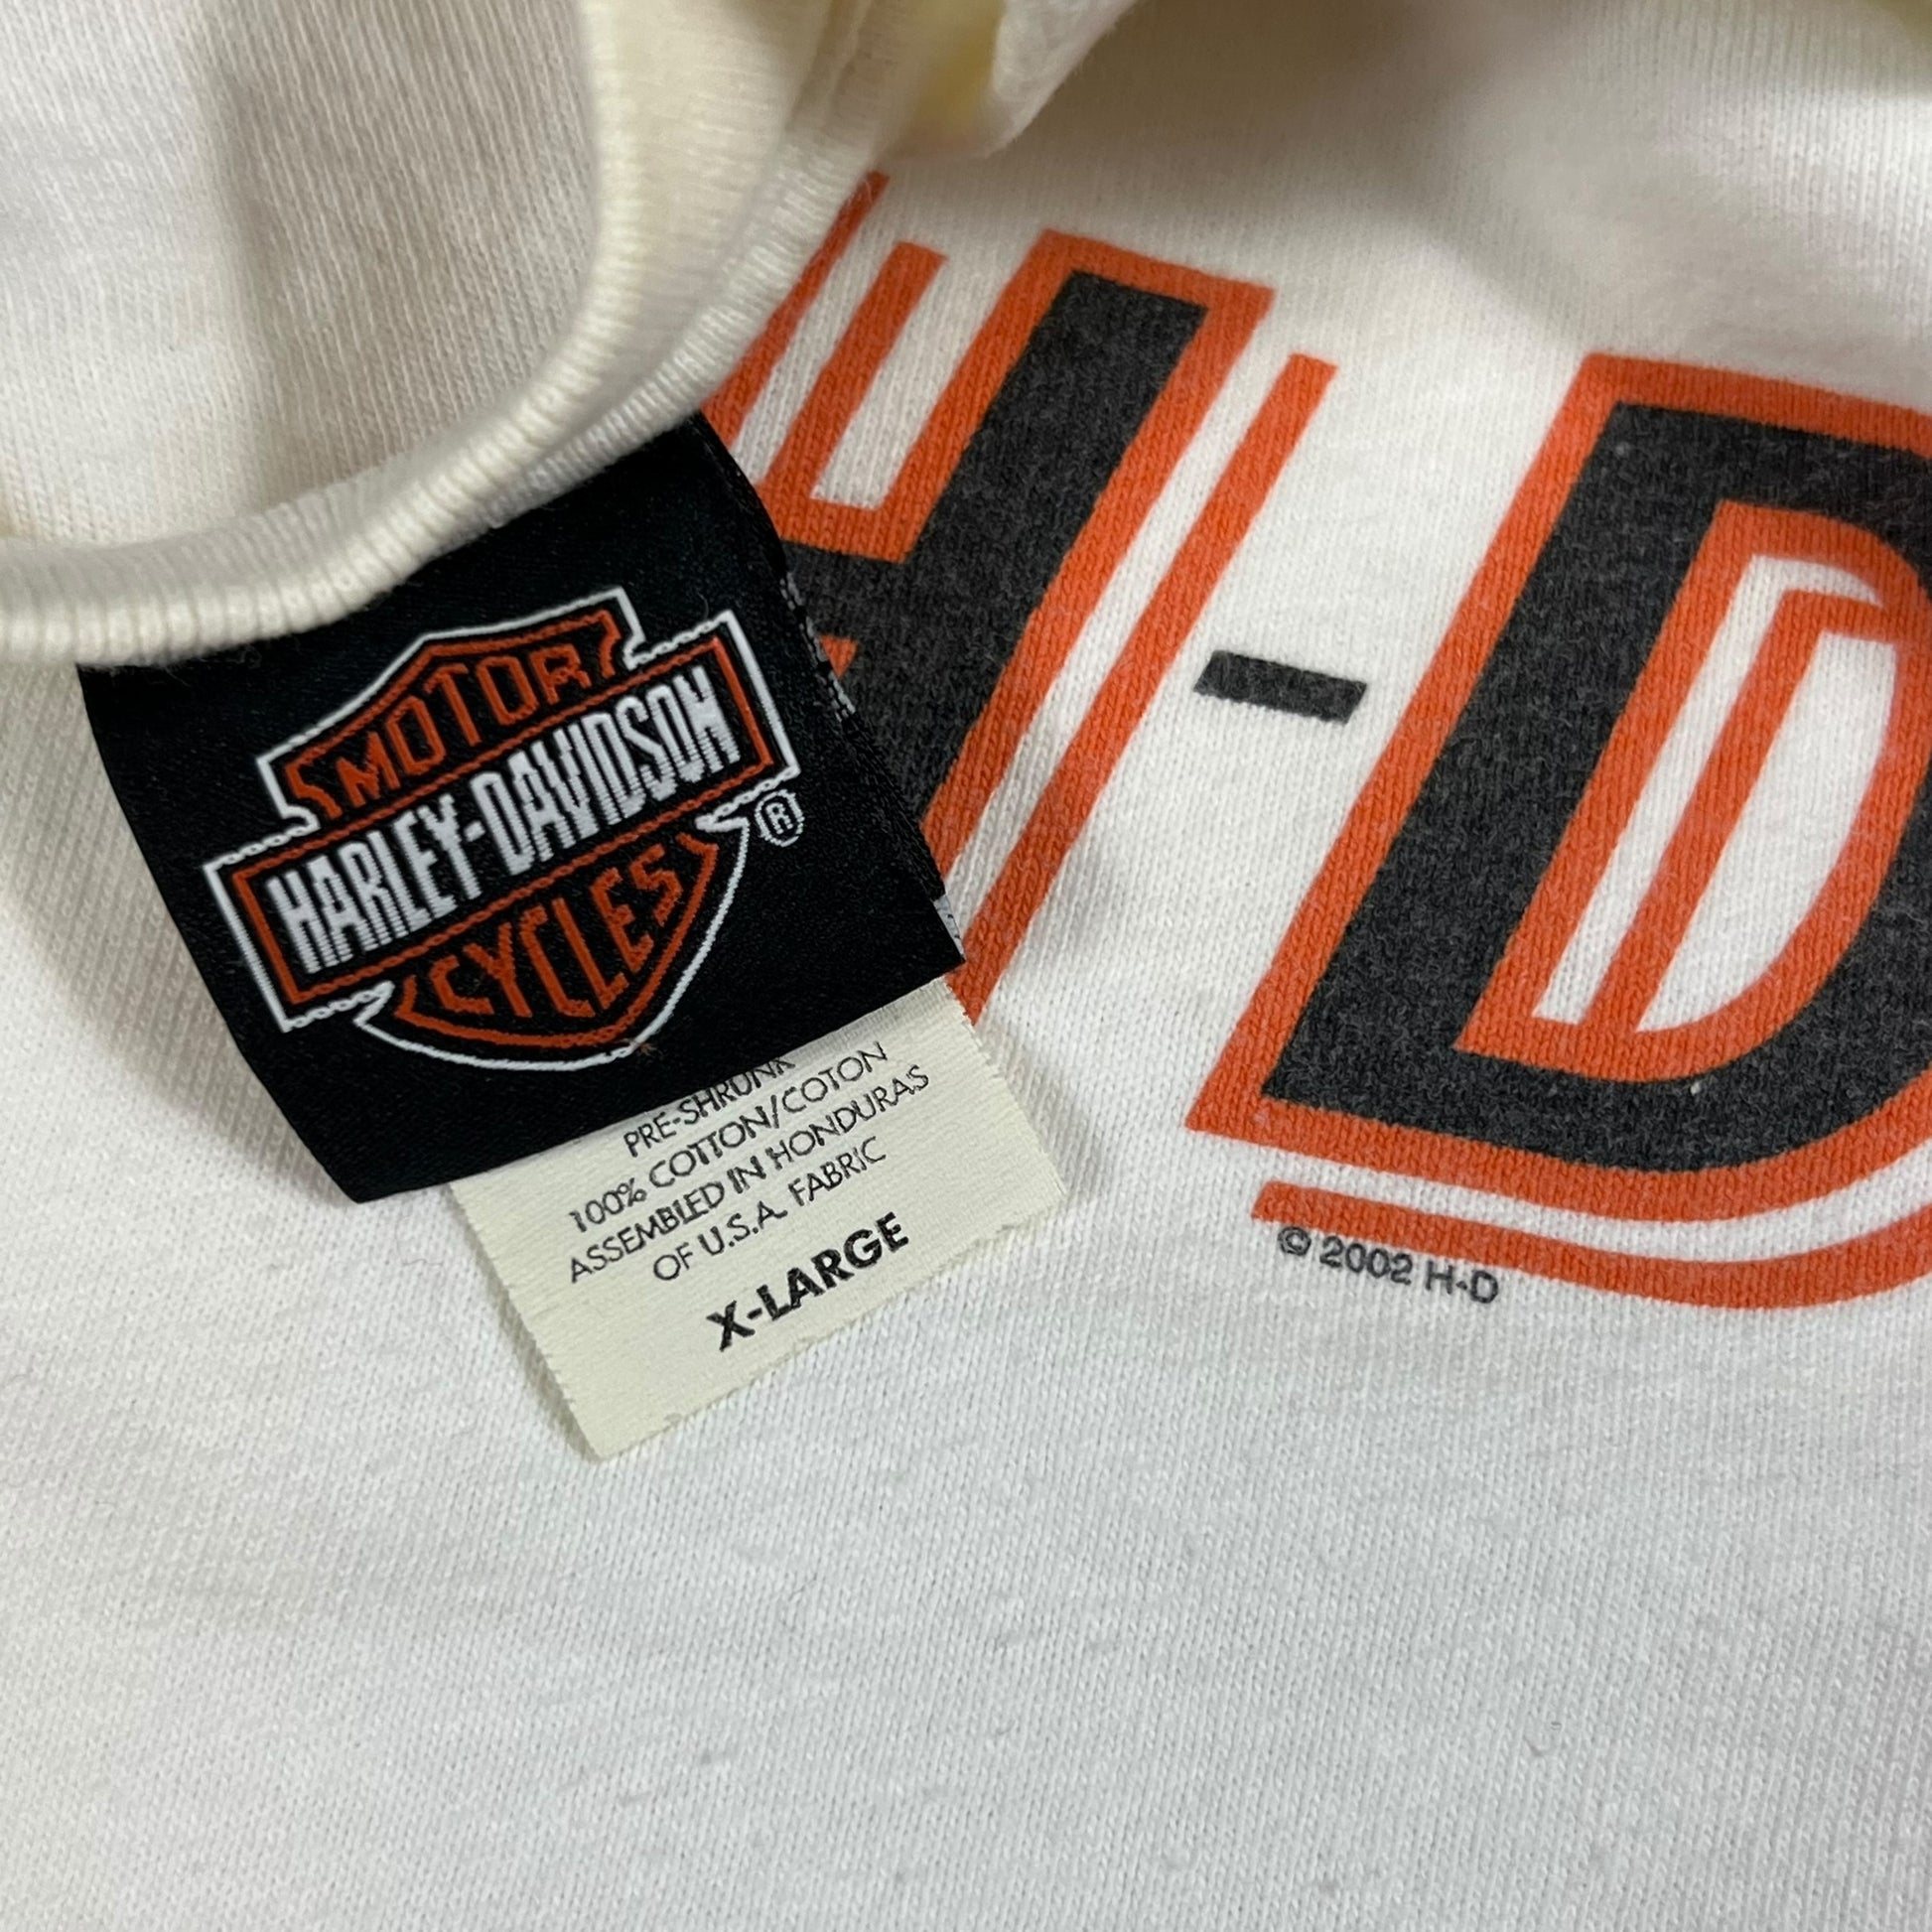 H-D
MOTOR
HARLEY-DAVIDSON
CYCLES
®
PRE-SHRUNK
100% COTTON/COTON
ASSEMBLED IN HONDURAS
OF U.S.A. FABRIC
X-LARGE
© 2002 H-D